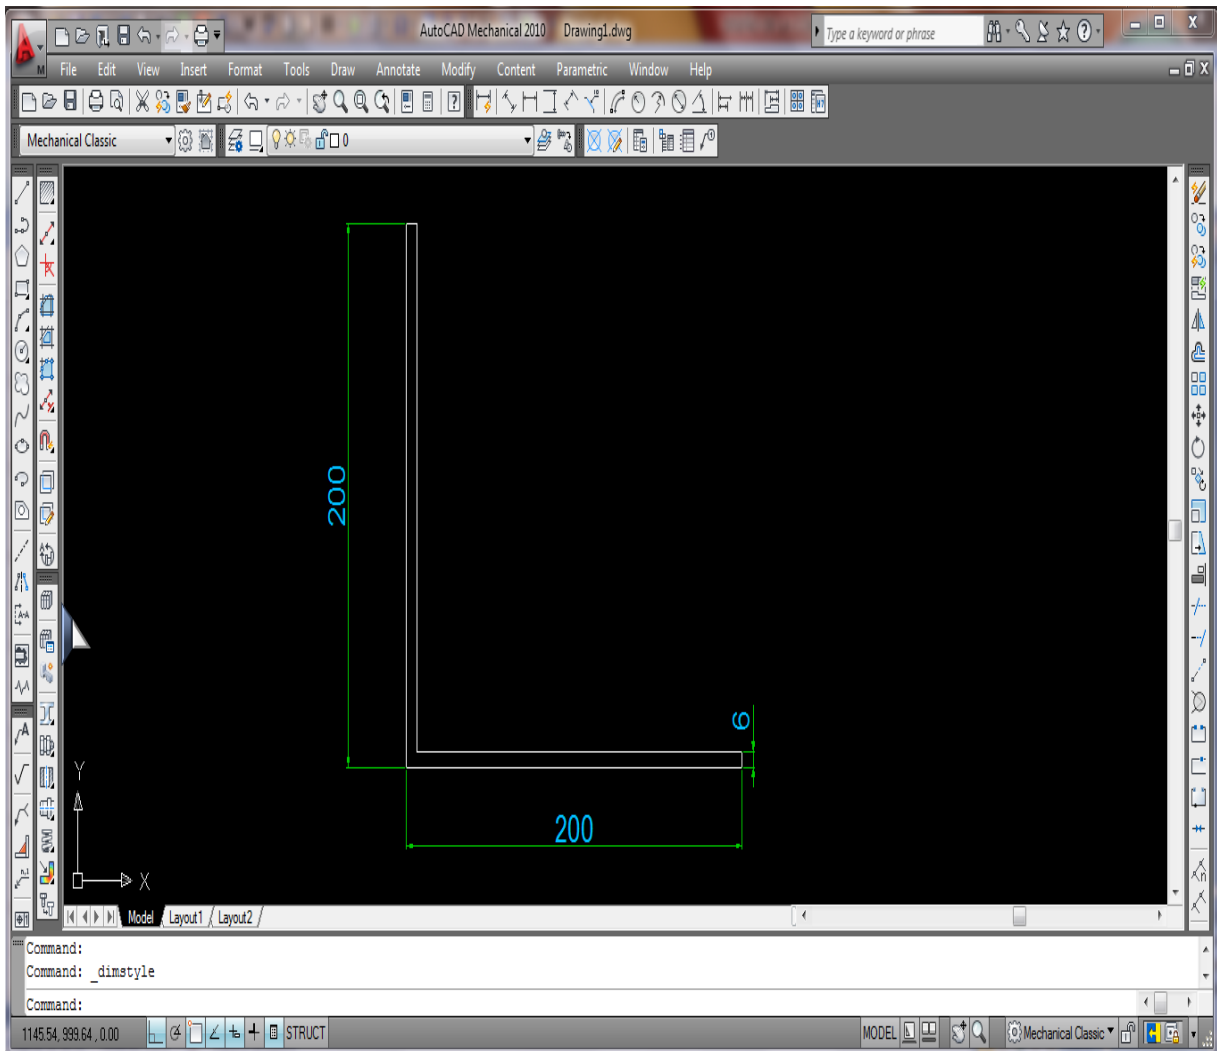 AutoCAD Mechanical 2010 Drawing1.dwg
Type a keyword or phrase
M File Edit View Insert Format Tools Draw Annotate Modify Content Parametric Window Help
Mechanical Classic
0
200
6
200
Y
X
Model Layout1 Layout2
Command:
Command: _dimstyle
Command:
1145.54, 999.64 , 0.00 STRUCT MODEL Mechanical Classic